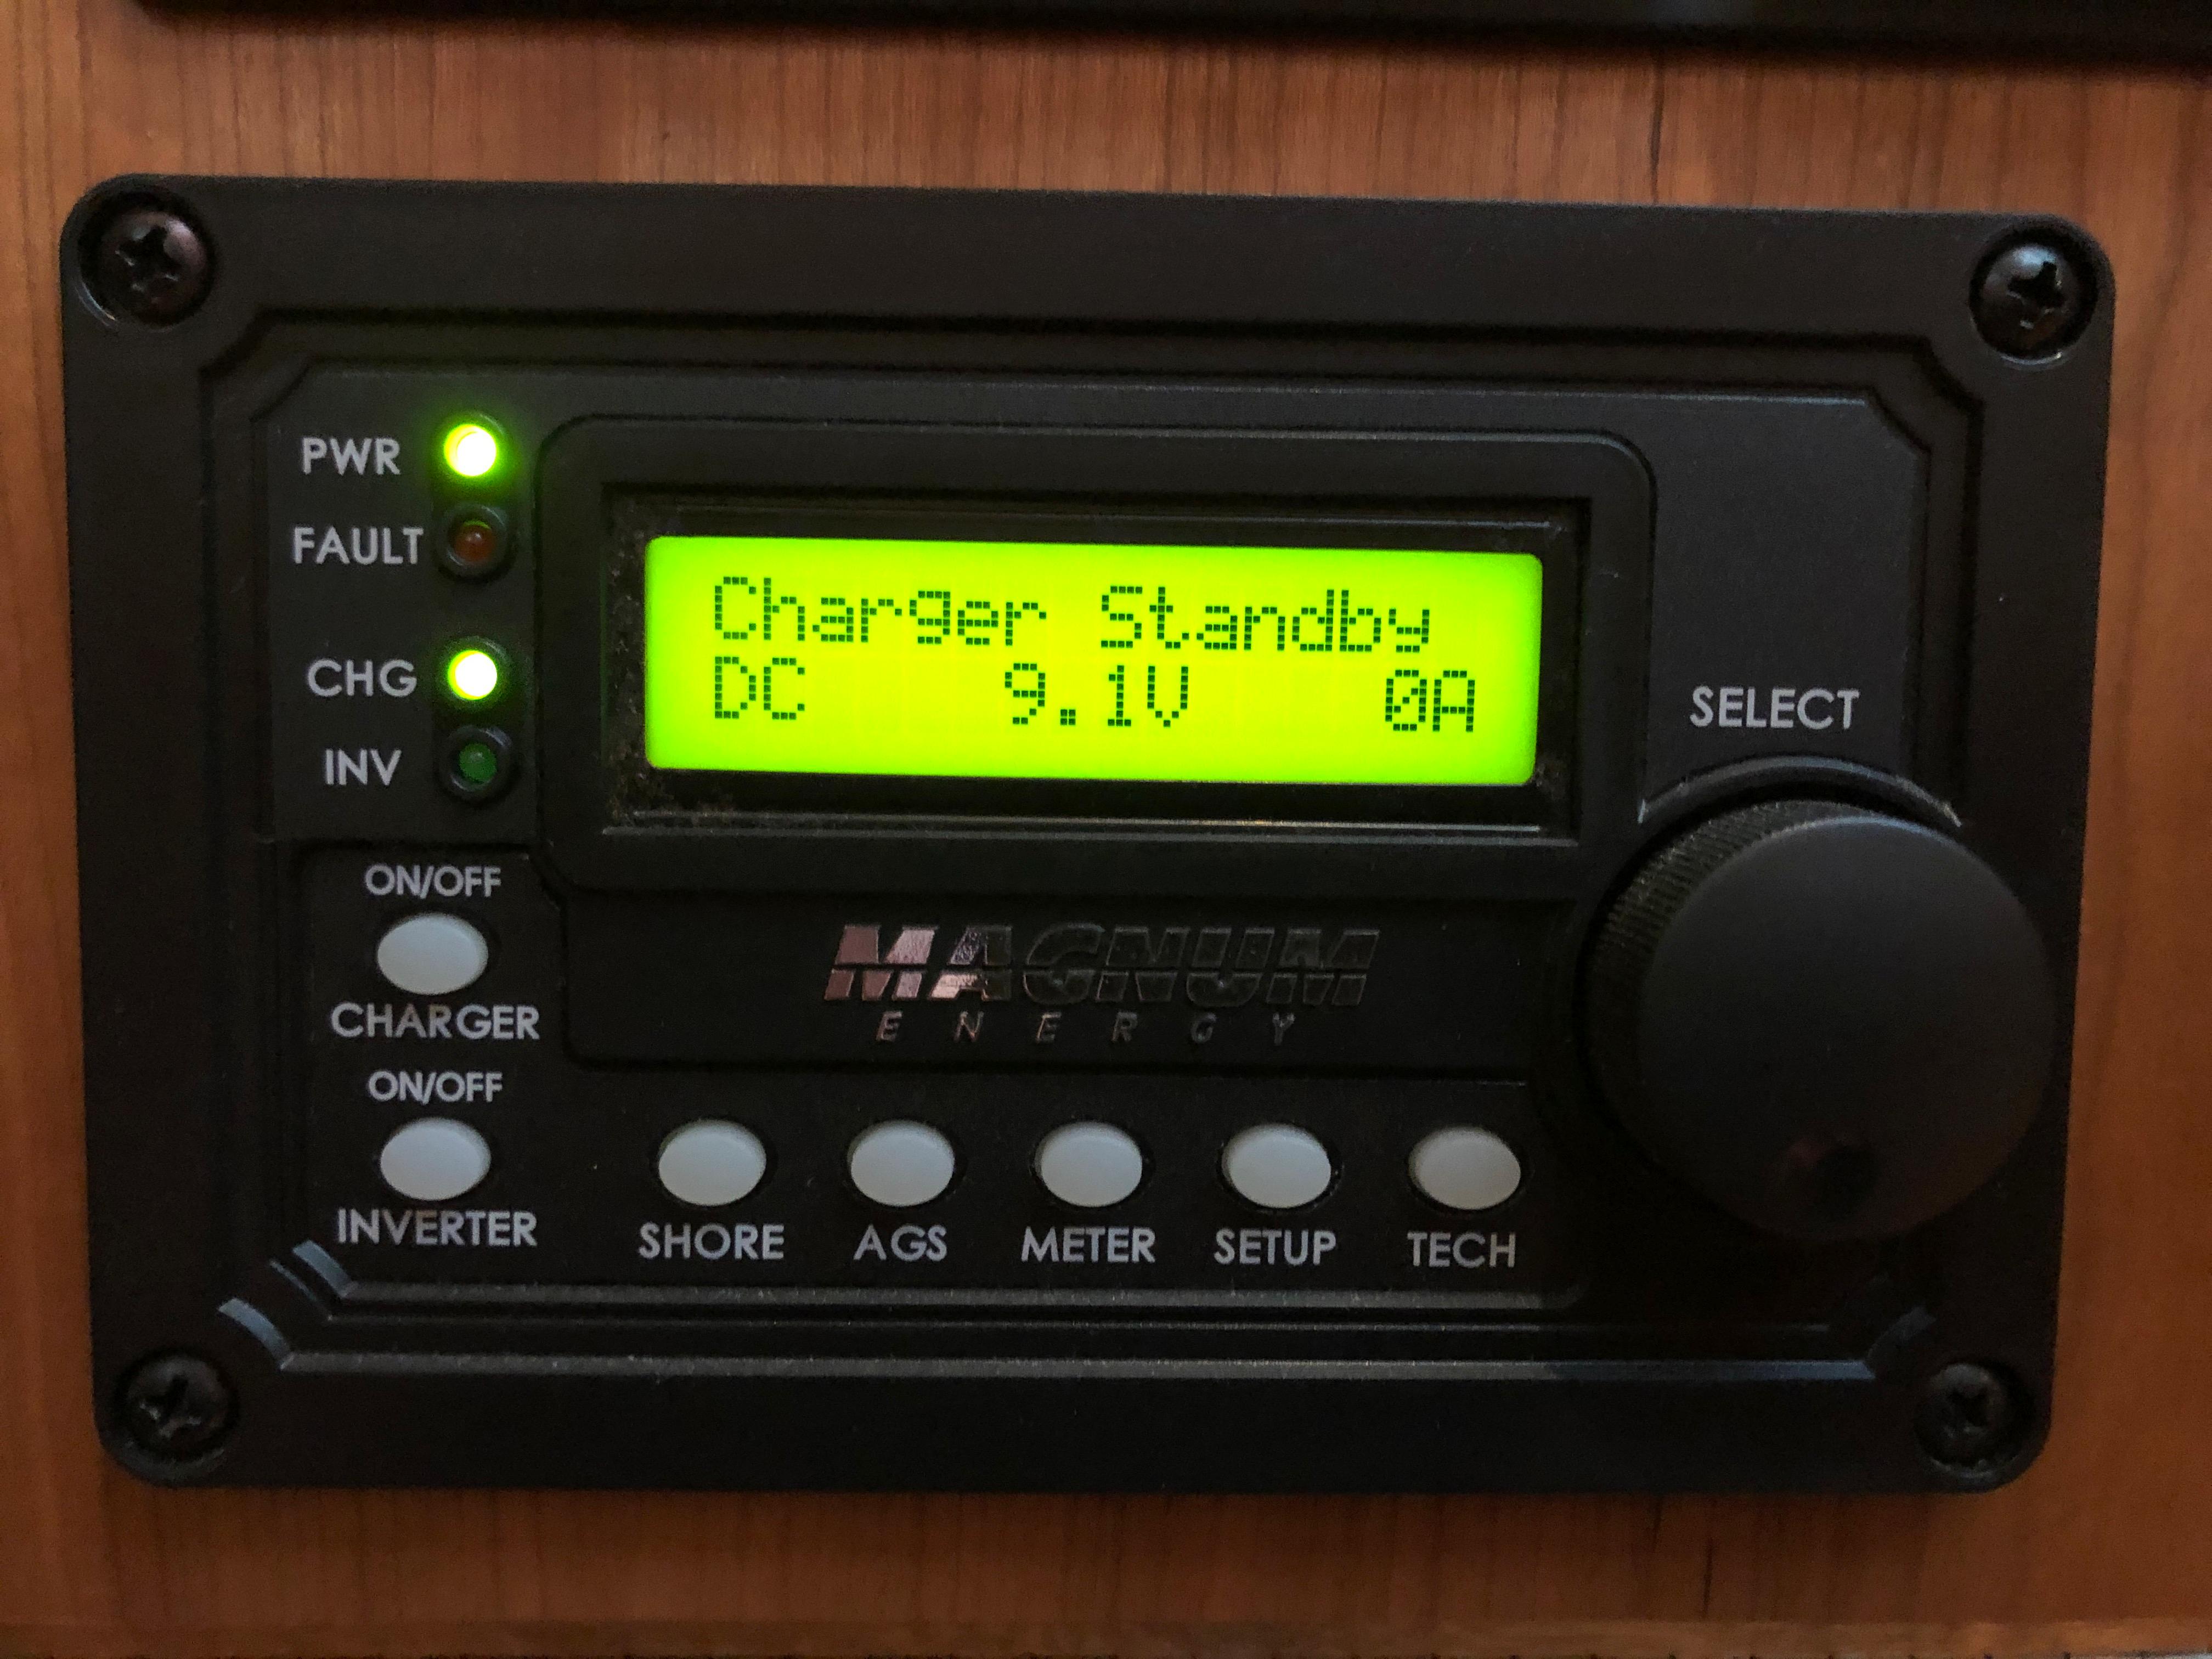 PWR
FAULT
CHG
INV
Charger Standby
DC 9.1V 0A
SELECT
ON/OFF
CHARGER
ON/OFF
INVERTER
MAGNUM
ENERGY
SHORE
AGS
METER
SETUP
TECH